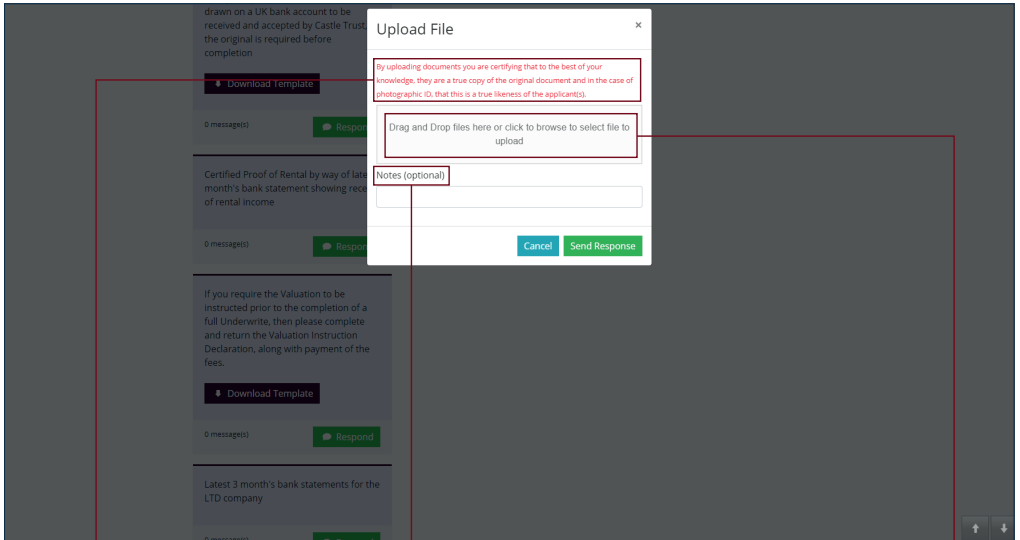 drawn on a UK bank account to be
received and accepted by Castle Trust,
the original is required before
completion
Download Template
0 message(s)
Respon
Certified Proof of Rental by way of late
month's bank statement showing rece
of rental income
0 message(s)
Respon
If you require the Valuation to be
instructed prior to the completion of a
full Underwrite, then please complete
and return the Valuation Instruction
Declaration, along with payment of the
fees.
Download Template
0 message(s)
Respond
Latest 3 month's bank statements for the
LTD company
0 message(s)
Respond
Upload File
×
By uploading documents you are certifying that to the best of your
knowledge, they are a true copy of the original document and in the case of
photographic ID, that this is a true likeness of the applicant(s).
Drag and Drop files here or click to browse to select file to
upload
Notes (optional)
Cancel
Send Response